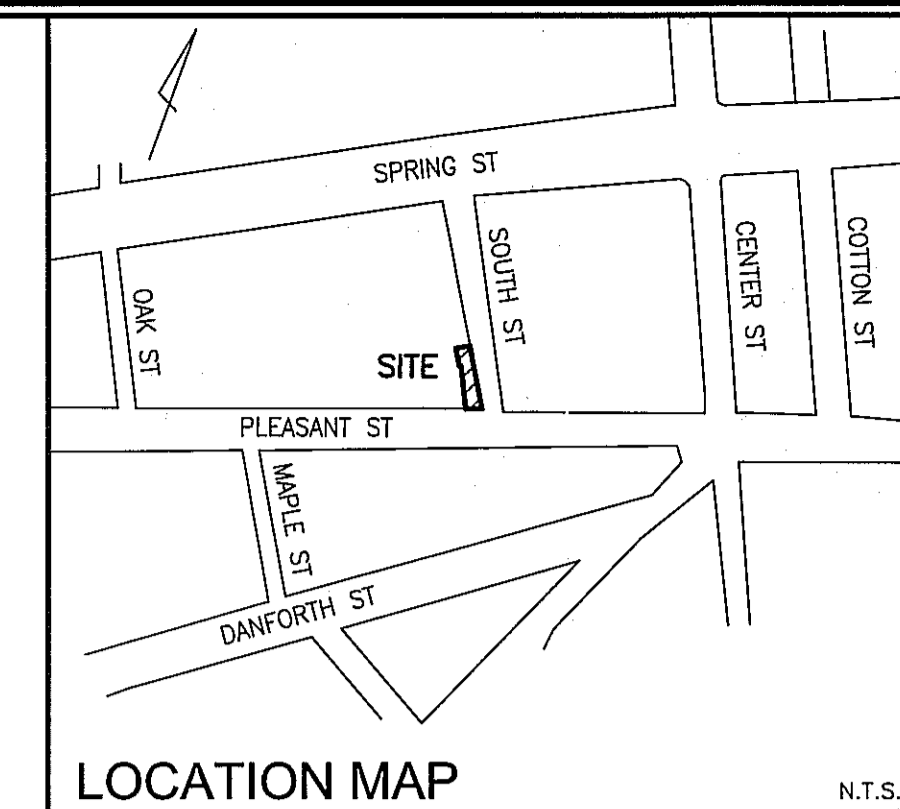 SPRING ST
SOUTH ST
CENTER ST
COTTON ST
OAK ST
SITE
PLEASANT ST
MAPLE ST
DANFORTH ST
LOCATION MAP
N.T.S.